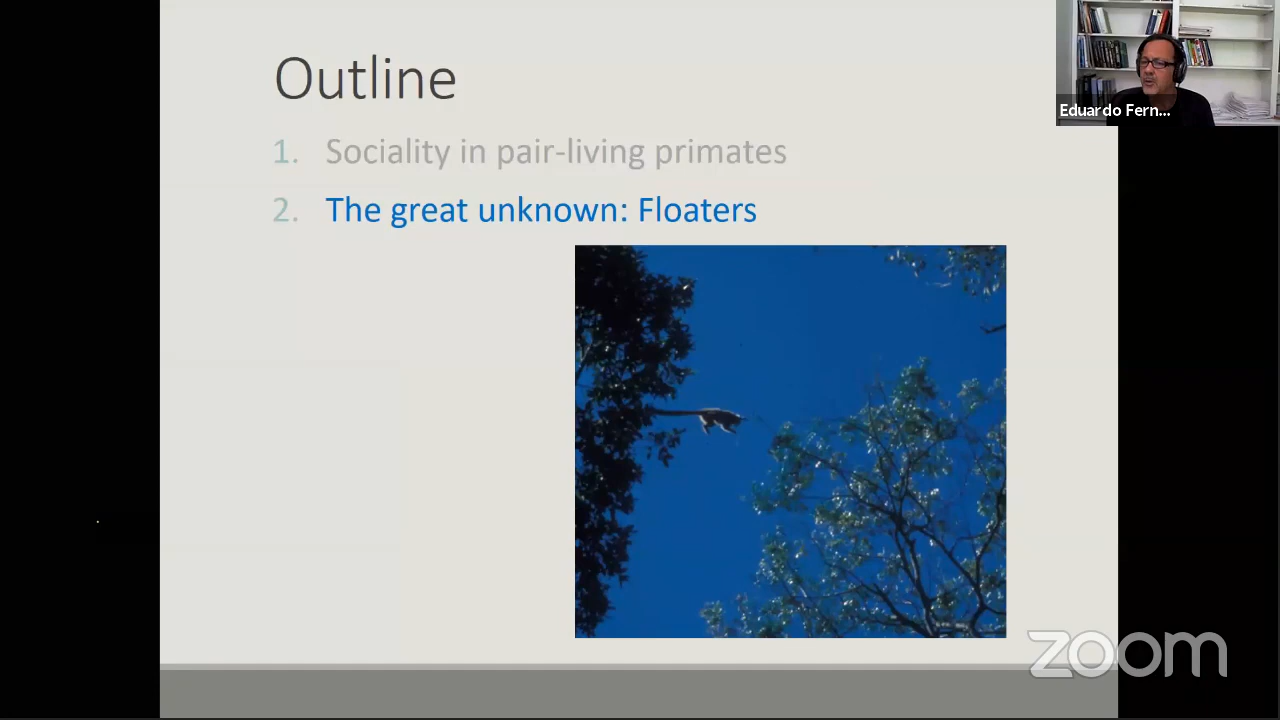 Outline
1. Sociality in pair-living primates
2. The great unknown: Floaters
Eduardo Fern...
zoom